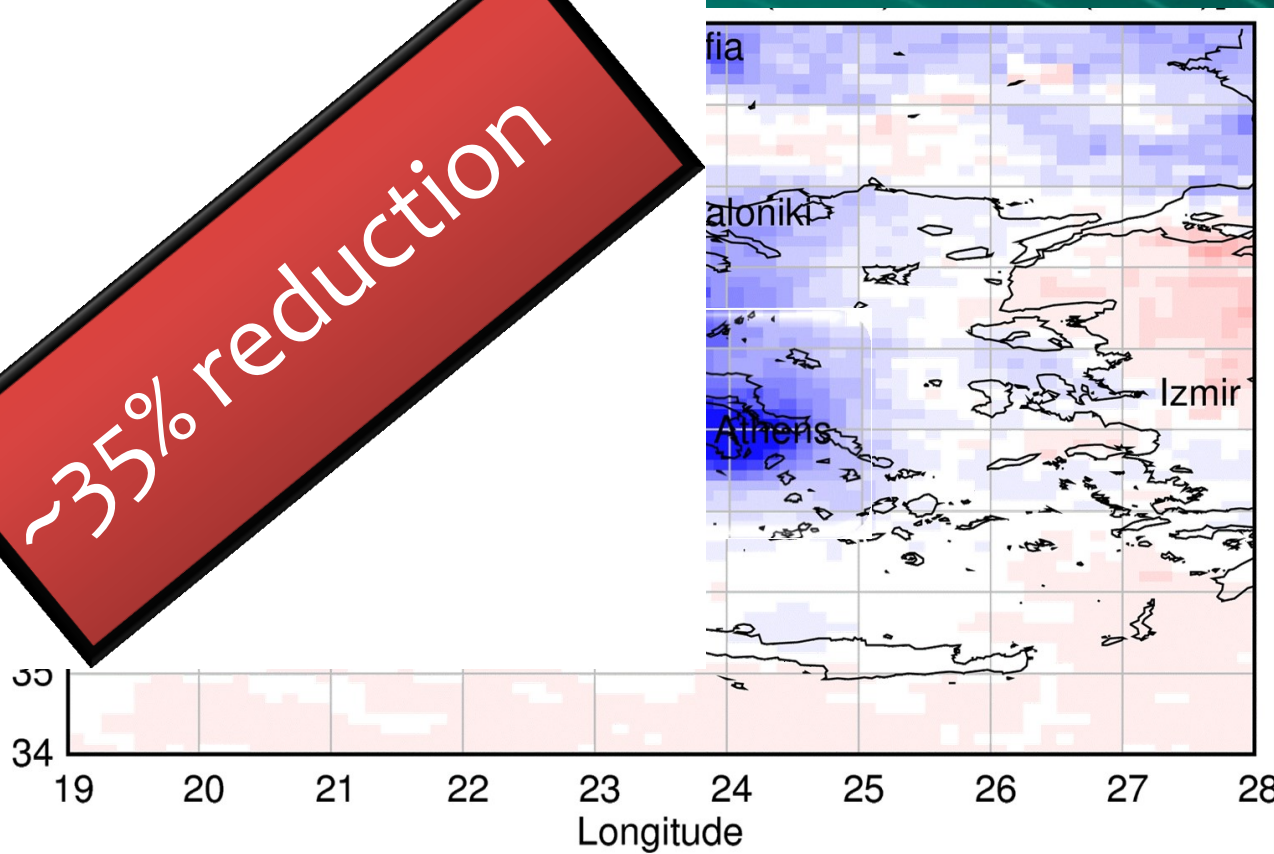 ~35% reduction
fia
aloniki
Izmir
Athens
35
34
19 20 21 22 23 24 25 26 27 28
Longitude